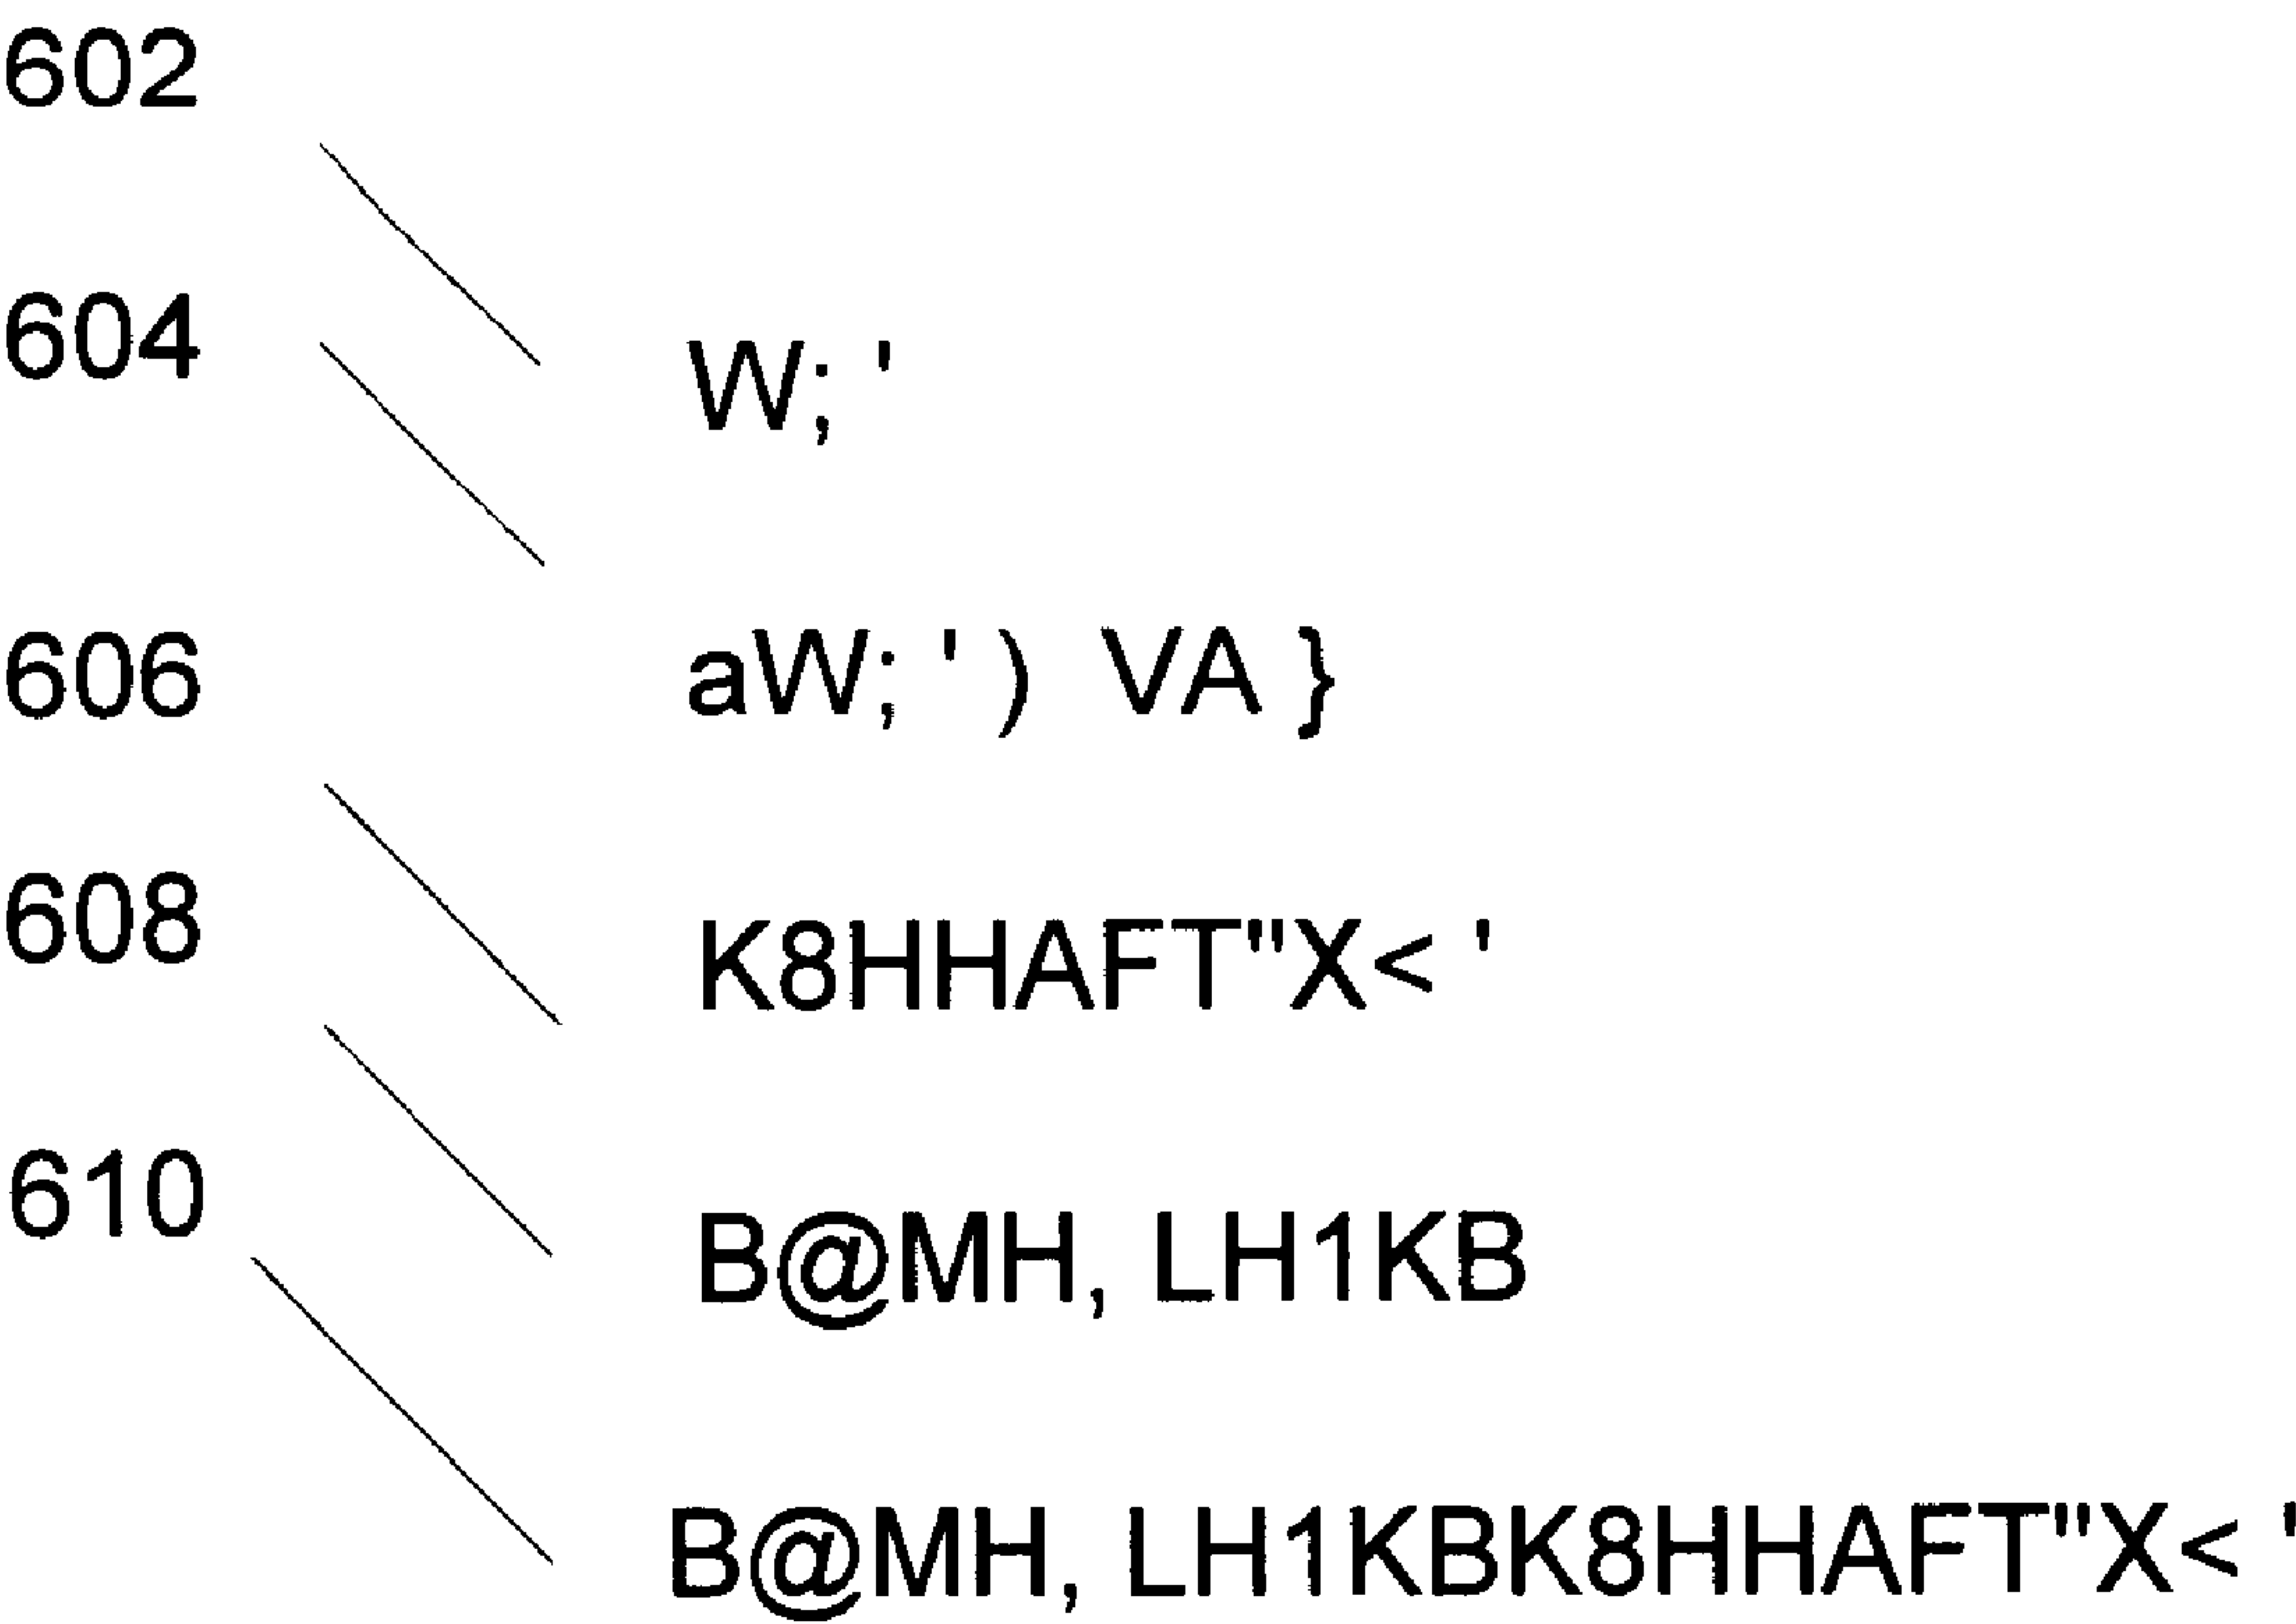 602
604
W; '
606
aW; ' ) VA }
608
K8HHAFT"X< '
610
B@MH, LH1KB
B@MH, LH1KBK8HHAFT"X< '